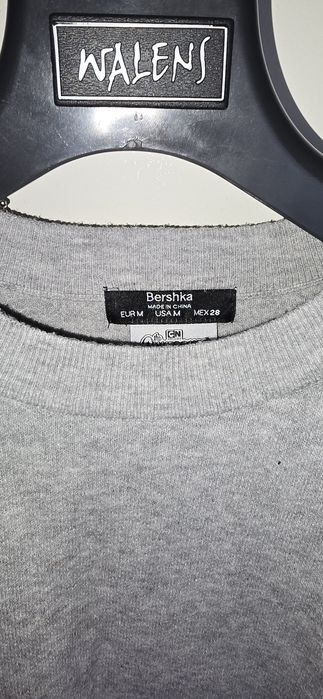 WALENS
Bershka
MADE IN CHINA
EUR M USA M MEX 28
CN